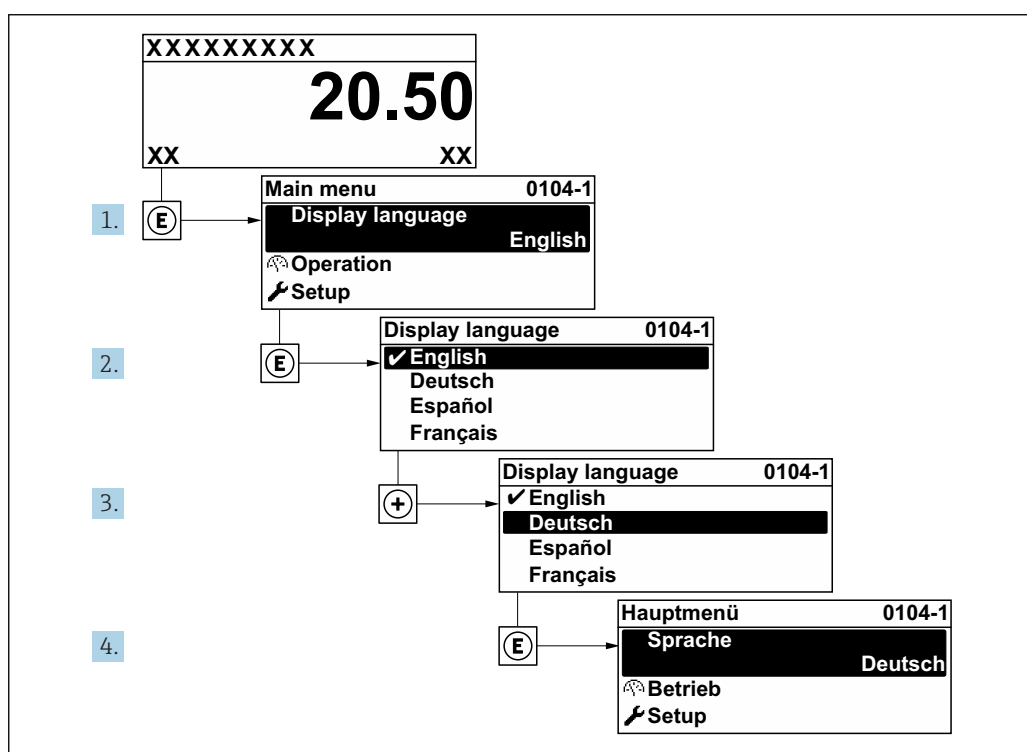 XXXXXXXXX
20.50
XX XX
1.
E
Main menu 0104-1
Display language
English
Operation
Setup
2.
E
Display language 0104-1
✔English
Deutsch
Español
Français
3.
+
Display language 0104-1
✔English
Deutsch
Español
Français
4.
E
Hauptmenü 0104-1
Sprache
Deutsch
Betrieb
Setup